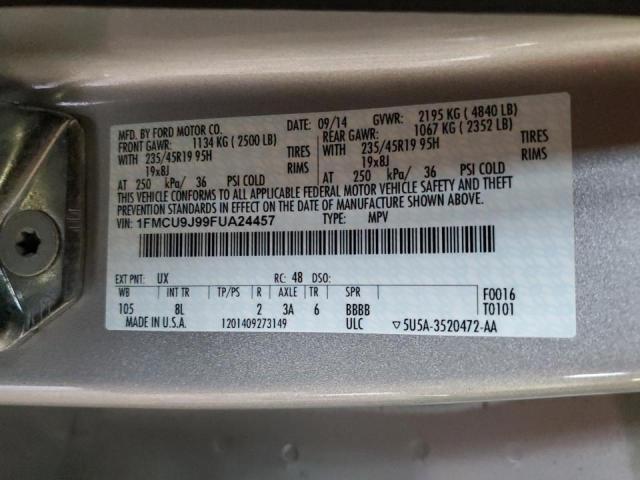 MFD. BY FORD MOTOR CO. DATE: 09/14 GVWR: 2195 KG ( 4840 LB)
FRONT GAWR: 1134 KG ( 2500 LB) REAR GAWR: 1067 KG ( 2352 LB)
WITH 235/45R19 95H TIRES WITH 235/45R19 95H TIRES
19x8J RIMS 19x8J RIMS
AT 250 kPa/ 36 PSI COLD AT 250 kPa/ 36 PSI COLD
THIS VEHICLE CONFORMS TO ALL APPLICABLE FEDERAL MOTOR VEHICLE SAFETY AND THEFT
PREVENTION STANDARDS IN EFFECT ON THE DATE OF MANUFACTURE SHOWN ABOVE.
VIN: 1FMCU9J99FUA24457 TYPE: MPV
EXT PNT: UX RC: 48 DSO:
WB INT TR TP/PS R AXLE TR SPR F0016
105 8L 2 3A 6 BBBB T0101
MADE IN U.S.A. 1201409273149 ULC ▽5U5A-3520472-AA